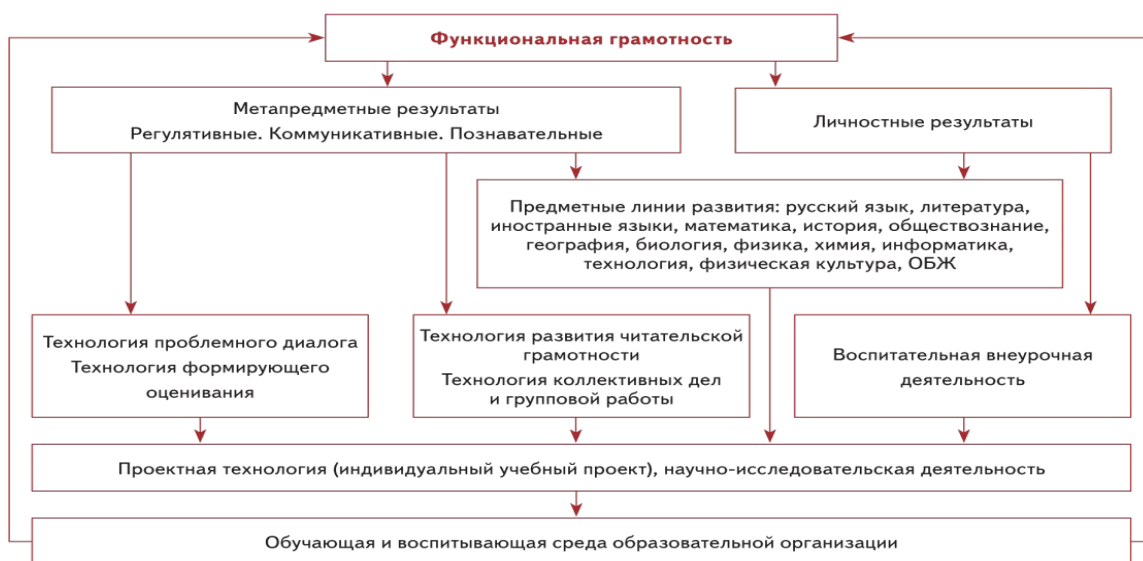 Функциональная грамотность
Метапредметные результаты
Регулятивные. Коммуникативные. Познавательные
Личностные результаты
Предметные линии развития: русский язык, литература,
иностранные языки, математика, история, обществознание,
география, биология, физика, химия, информатика,
технология, физическая культура, ОБЖ
Технология проблемного диалога
Технология формирующего
оценивания
Технология развития читательской
грамотности
Технология коллективных дел
и групповой работы
Воспитательная внеурочная
деятельность
Проектная технология (индивидуальный учебный проект), научно-исследовательская деятельность
Обучающая и воспитывающая среда образовательной организации